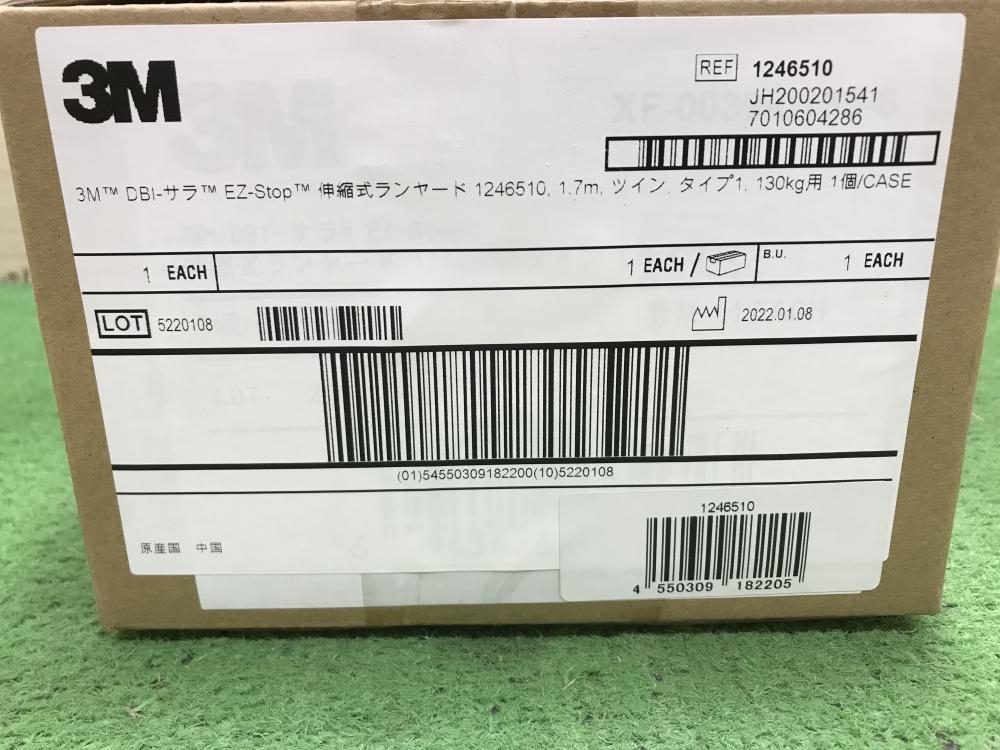 3M
REF 1246510
JH200201541
7010604286
3M™ DBI-サラ™ EZ-Stop™ 伸縮式ランヤード 1246510, 1.7m, ツイン, タイプ1, 130kg用 1個/CASE
1 EACH 1 EACH / B.U. 1 EACH
LOT 5220108 2022.01.08
(01)54550309182200(10)5220108
1246510
4 550309 182205
原産国 中国